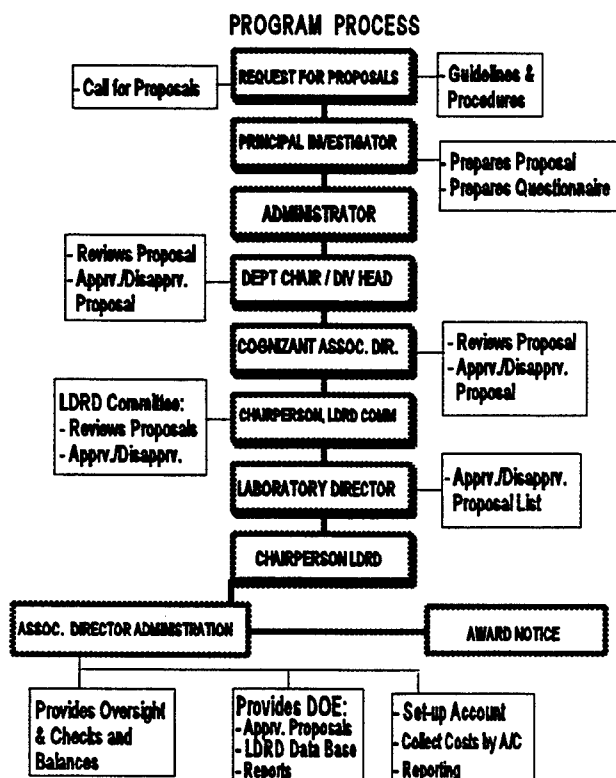 PROGRAM PROCESS
REQUEST FOR PROPOSALS
- Call for Proposals
- Guidelines &
Procedures
PRINCIPAL INVESTIGATOR
- Prepares Proposal
- Prepares Questionnaire
ADMINISTRATOR
- Reviews Proposal
- Apprv./Disapprv.
Proposal
DEPT CHAIR / DIV HEAD
COGNIZANT ASSOC. DIR.
- Reviews Proposal
- Apprv./Disapprv.
Proposal
LDRD Committee:
- Reviews Proposals
- Apprv./Disapprv.
CHAIRPERSON, LDRD COMM
LABORATORY DIRECTOR
- Apprv./Disapprv.
Proposal List
CHAIRPERSON LDRD
ASSOC. DIRECTOR ADMINISTRATION
AWARD NOTICE
Provides Oversight
& Checks and
Balances
Provides DOE:
- Apprv. Proposals
- LDRD Data Base
- Reports
- Set-up Account
- Collect Costs by A/C
- Reporting